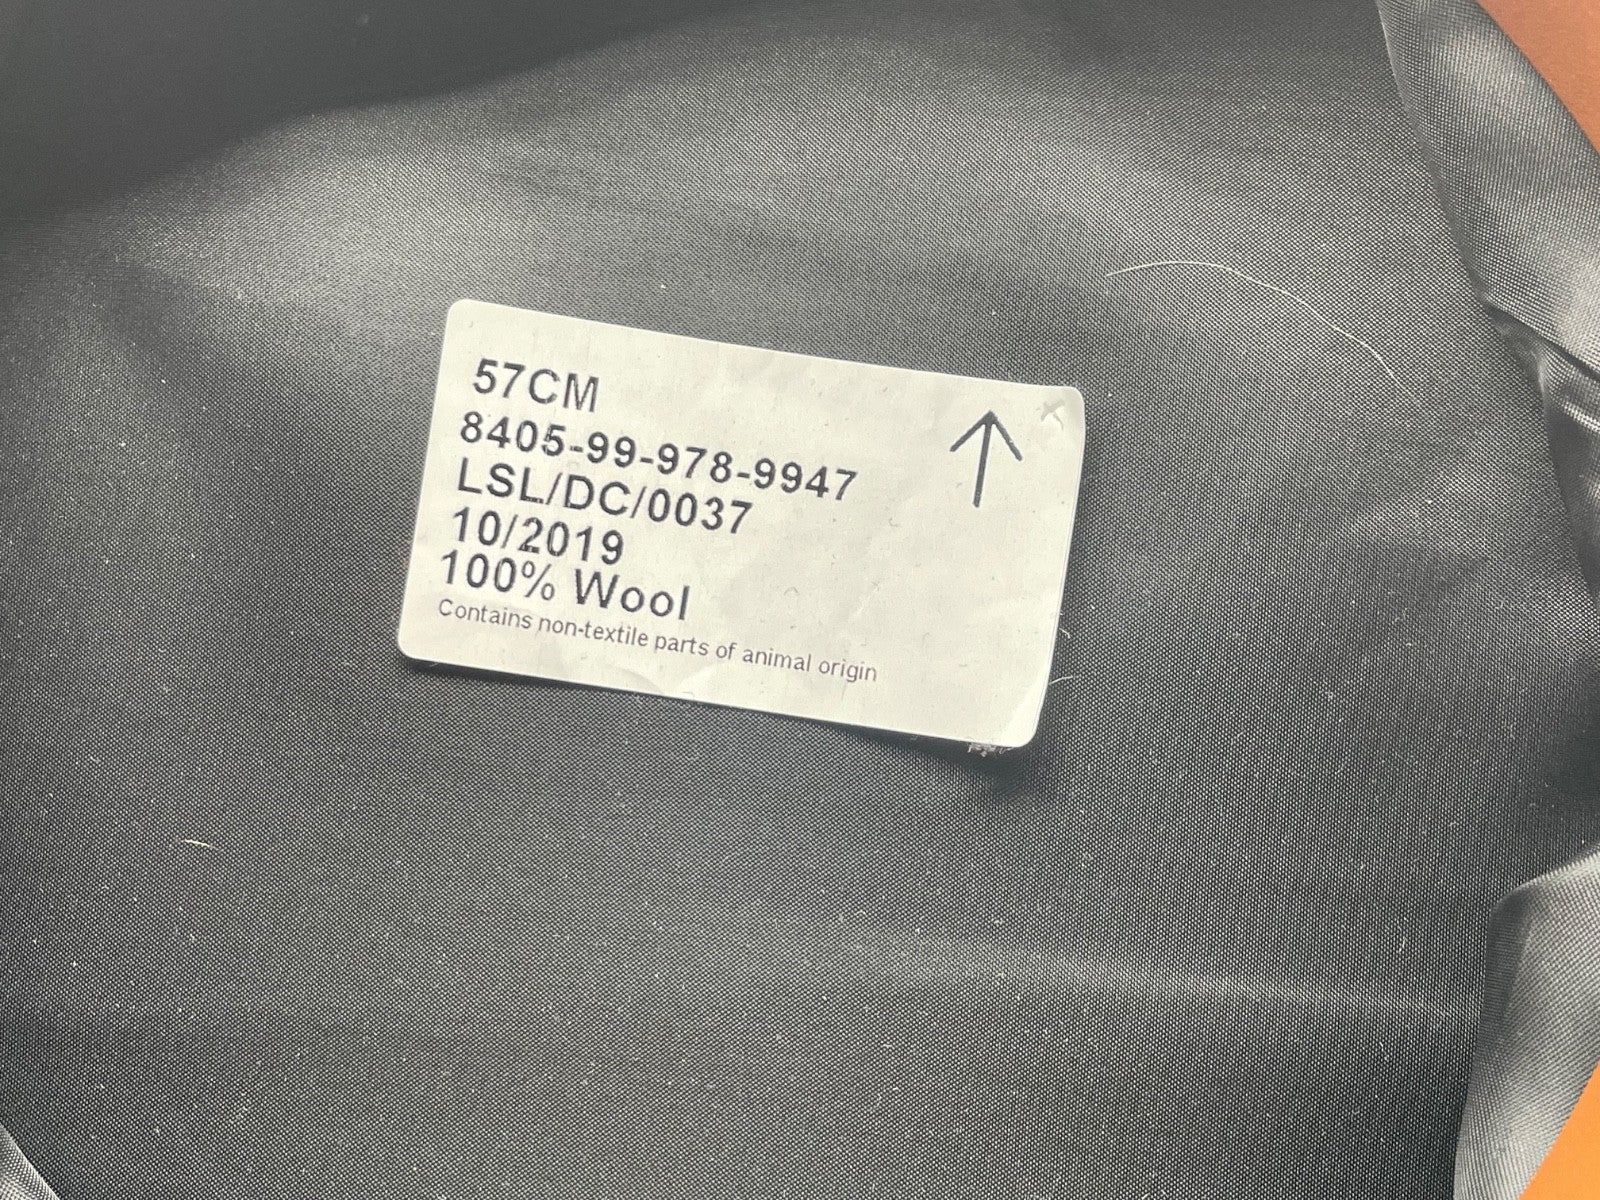 57CM
8405-99-978-9947
LSL/DC/0037
10/2019
100% Wool
Contains non-textile parts of animal origin